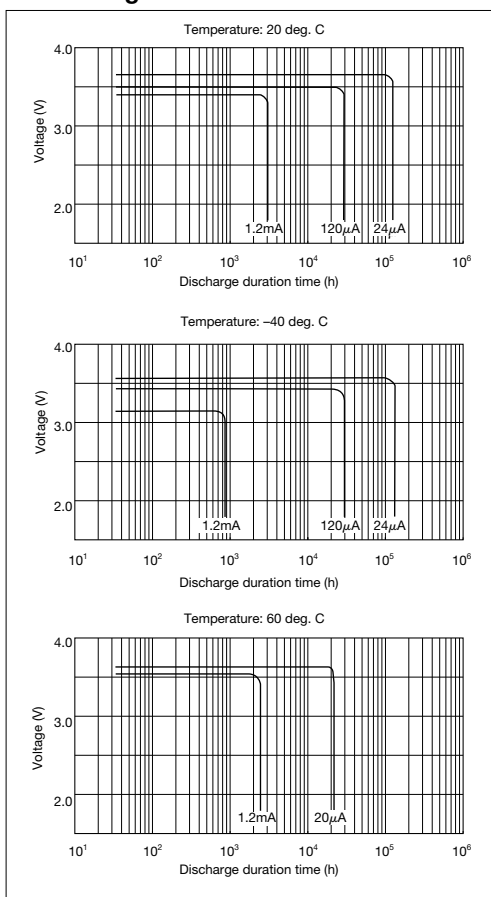 Temperature: 20 deg. C
4.0
3.0
2.0
Voltage (V)
1.2mA 120μA 24μA
10¹ 10² 10³ 10⁴ 10⁵ 10⁶
Discharge duration time (h)
Temperature: –40 deg. C
4.0
3.0
2.0
Voltage (V)
1.2mA 120μA 24μA
10¹ 10² 10³ 10⁴ 10⁵ 10⁶
Discharge duration time (h)
Temperature: 60 deg. C
4.0
3.0
2.0
Voltage (V)
1.2mA 20μA
10¹ 10² 10³ 10⁴ 10⁵ 10⁶
Discharge duration time (h)